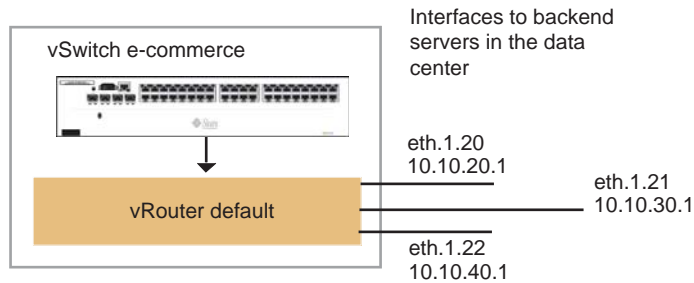 Interfaces to backend
servers in the data
center
vSwitch e-commerce
Sun
eth.1.20
10.10.20.1
eth.1.21
10.10.30.1
vRouter default
eth.1.22
10.10.40.1